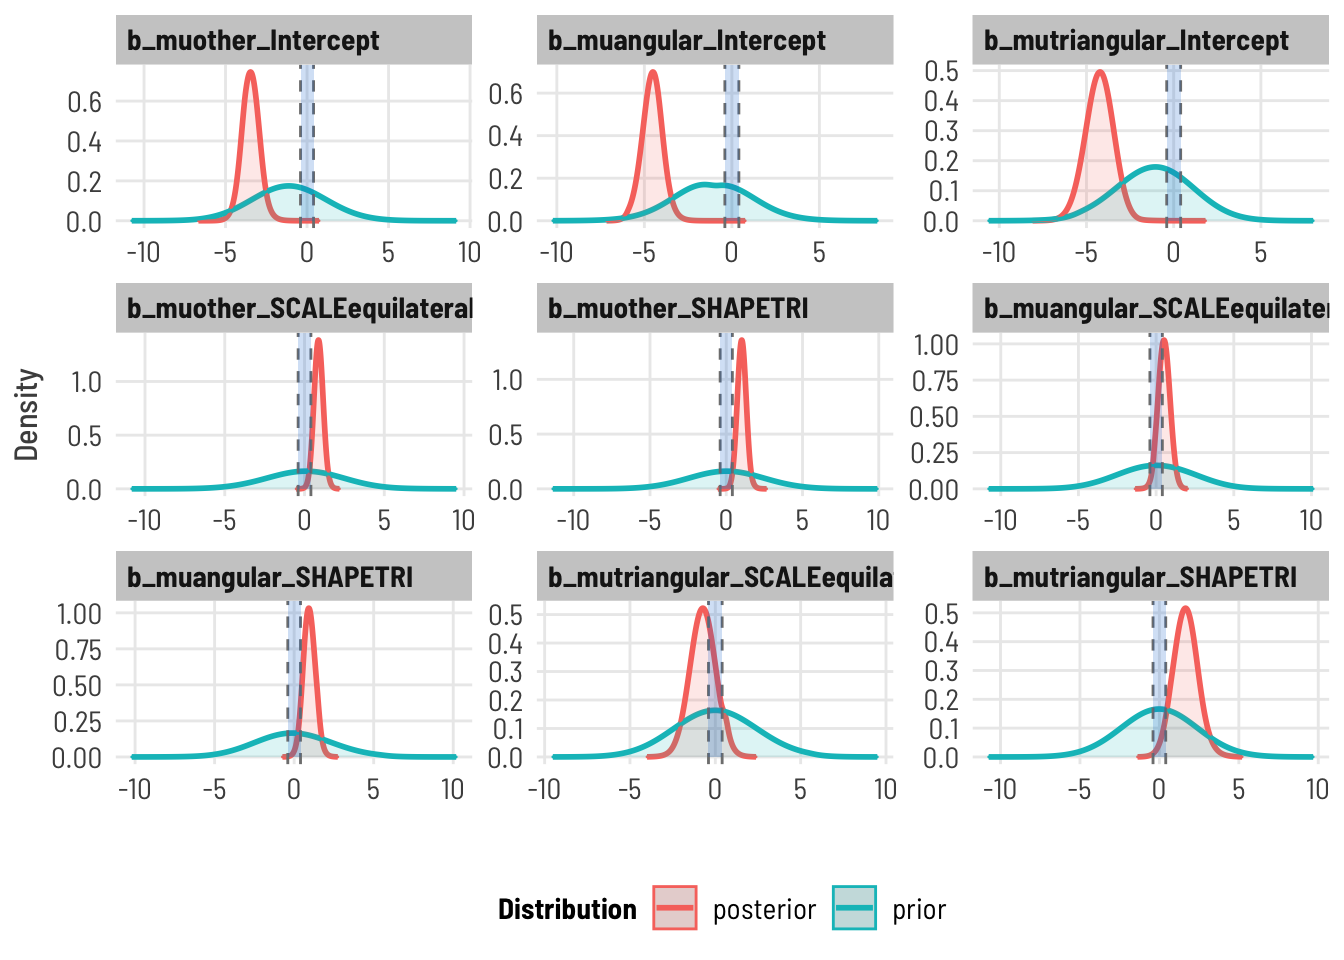 b_muother_Intercept
b_muangular_Intercept
b_mutriangular_Intercept
0.6
0.4
0.2
0.0
-10 -5 0 5 10
0.6
0.4
0.2
0.0
-10 -5 0 5
0.5
0.4
0.3
0.2
0.1
0.0
-10 -5 0 5
b_muother_SCALEequilateral
b_muother_SHAPETRI
b_muangular_SCALEequilater
Density
1.0
0.5
0.0
-10 -5 0 5 10
1.0
0.5
0.0
-10 -5 0 5 10
1.00
0.75
0.50
0.25
0.00
-10 -5 0 5 10
b_muangular_SHAPETRI
b_mutriangular_SCALEequila
b_mutriangular_SHAPETRI
1.00
0.75
0.50
0.25
0.00
-10 -5 0 5 10
0.5
0.4
0.3
0.2
0.1
0.0
-10 -5 0 5 10
0.5
0.4
0.3
0.2
0.1
0.0
-10 -5 0 5 10
Distribution posterior prior